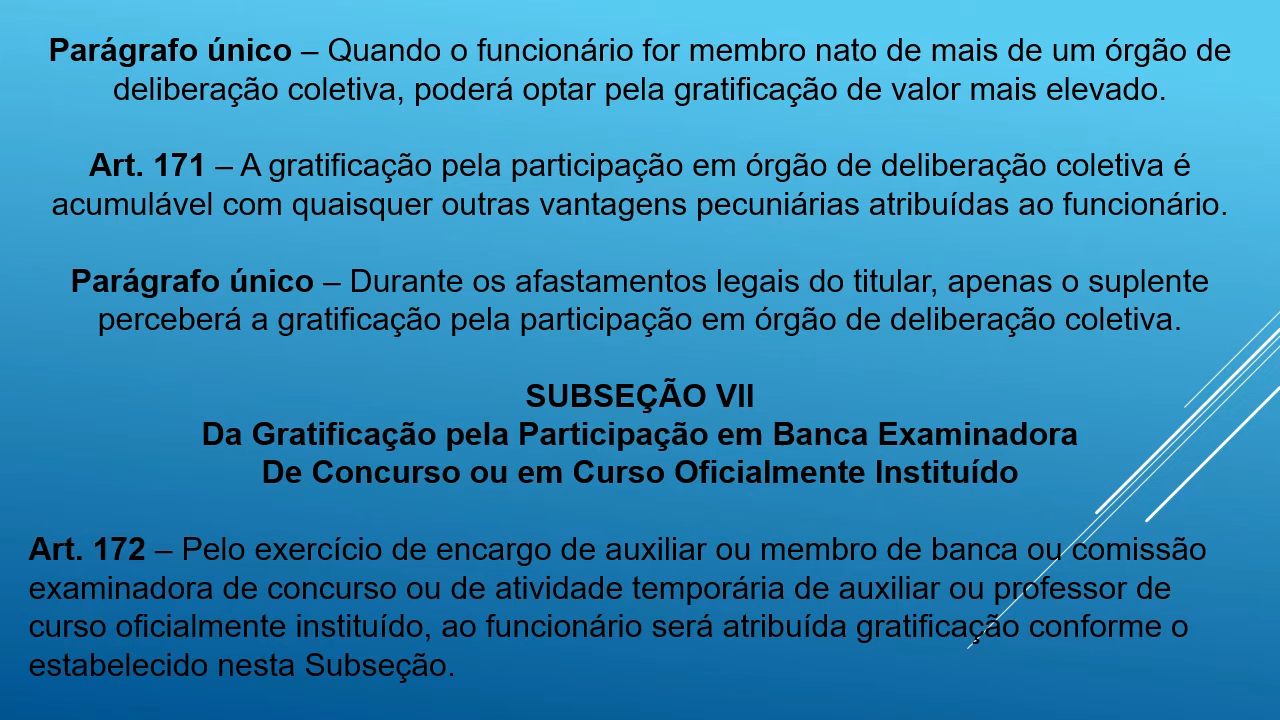 Parágrafo único – Quando o funcionário for membro nato de mais de um órgão de
deliberação coletiva, poderá optar pela gratificação de valor mais elevado.
Art. 171 – A gratificação pela participação em órgão de deliberação coletiva é
acumulável com quaisquer outras vantagens pecuniárias atribuídas ao funcionário.
Parágrafo único – Durante os afastamentos legais do titular, apenas o suplente
perceberá a gratificação pela participação em órgão de deliberação coletiva.
SUBSEÇÃO VII
Da Gratificação pela Participação em Banca Examinadora
De Concurso ou em Curso Oficialmente Instituído
Art. 172 – Pelo exercício de encargo de auxiliar ou membro de banca ou comissão
examinadora de concurso ou de atividade temporária de auxiliar ou professor de
curso oficialmente instituído, ao funcionário será atribuída gratificação conforme o
estabelecido nesta Subseção.